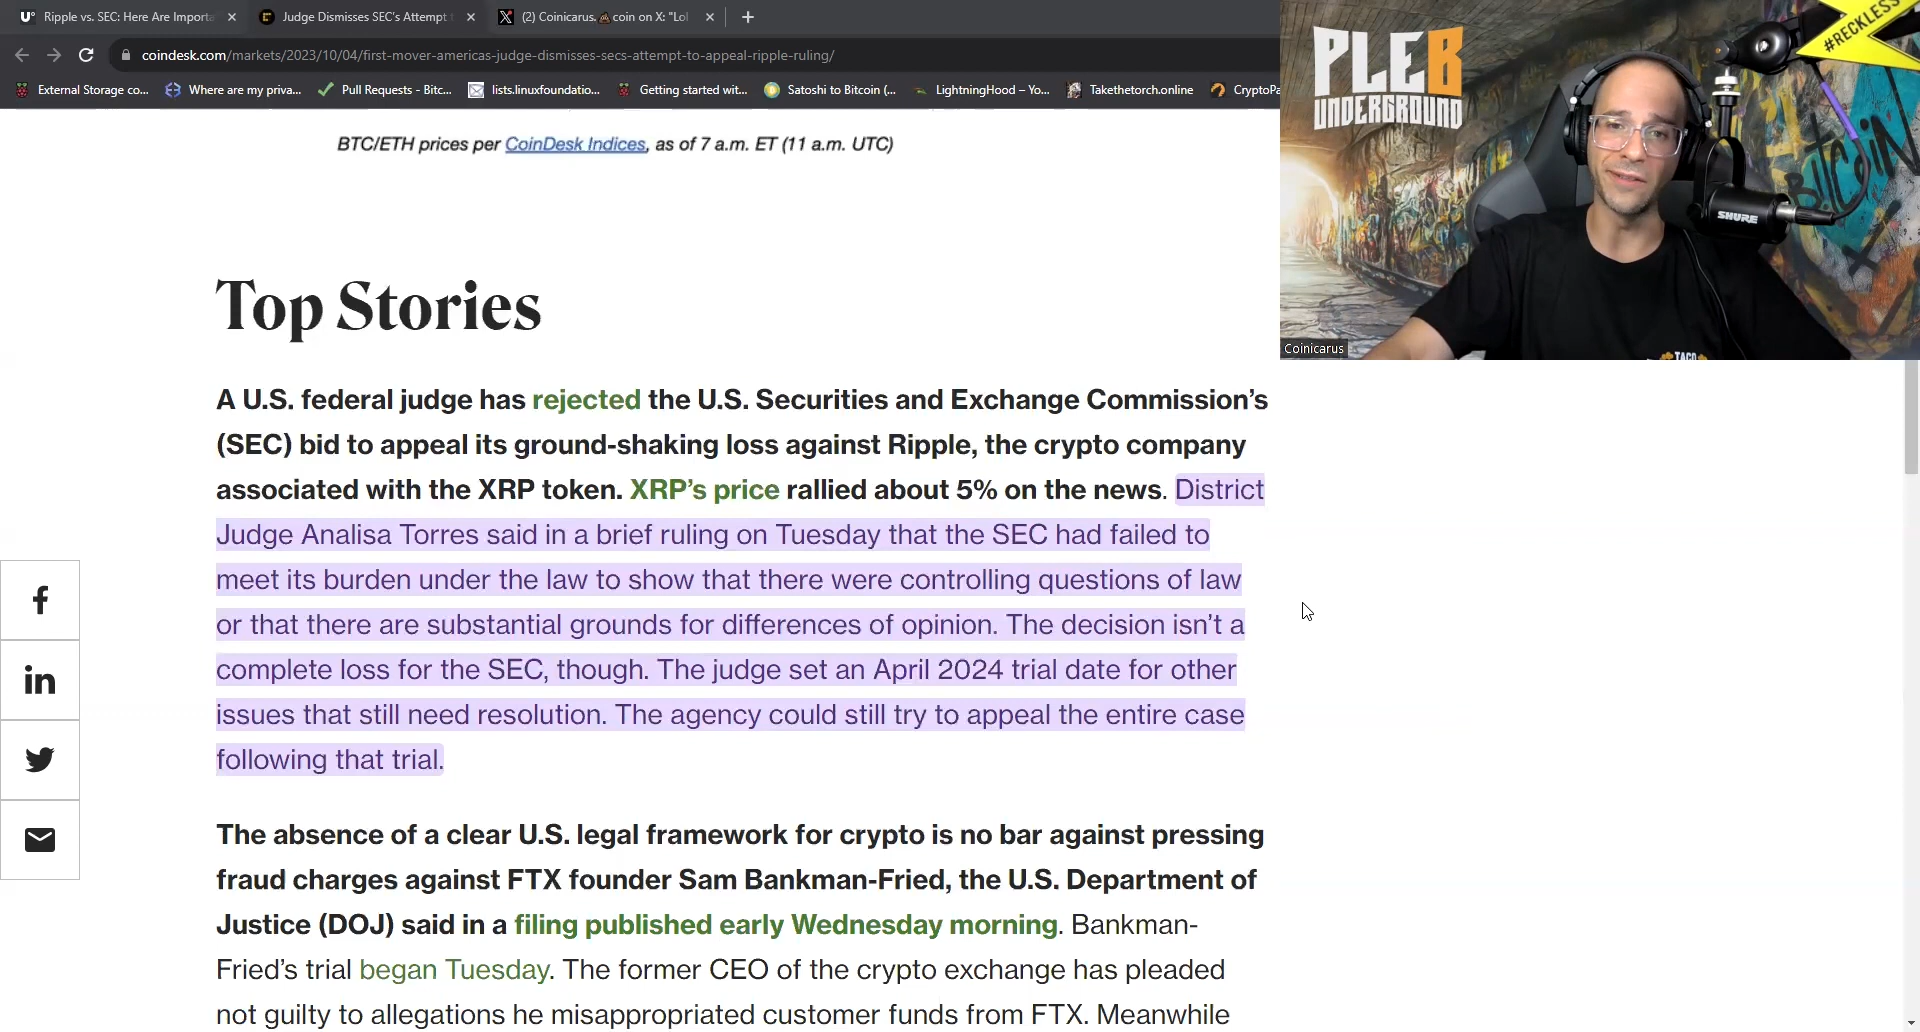 Ripple vs. SEC: Here Are Importa
Judge Dismisses SEC's Attempt t
(2) Coinicarus. coin on X: "Lol
coindesk.com/markets/2023/10/04/first-mover-americas-judge-dismisses-secs-attempt-to-appeal-ripple-ruling/
External Storage co...
Where are my priva...
Pull Requests - Bitc...
lists.linuxfoundatio...
Getting started wit...
Satoshi to Bitcoin (...
LightningHood – Yo...
Takethetorch.online
CryptoPa
#RECKLESS
PLEB
UNDERGROUND
BITCOIN
SHURE
TACO
Coinicarus
BTC/ETH prices per CoinDesk Indices, as of 7 a.m. ET (11 a.m. UTC)
Top Stories
A U.S. federal judge has rejected the U.S. Securities and Exchange Commission’s
(SEC) bid to appeal its ground-shaking loss against Ripple, the crypto company
associated with the XRP token. XRP’s price rallied about 5% on the news. District
Judge Analisa Torres said in a brief ruling on Tuesday that the SEC had failed to
meet its burden under the law to show that there were controlling questions of law
or that there are substantial grounds for differences of opinion. The decision isn’t a
complete loss for the SEC, though. The judge set an April 2024 trial date for other
issues that still need resolution. The agency could still try to appeal the entire case
following that trial.
The absence of a clear U.S. legal framework for crypto is no bar against pressing
fraud charges against FTX founder Sam Bankman-Fried, the U.S. Department of
Justice (DOJ) said in a filing published early Wednesday morning. Bankman-
Fried’s trial began Tuesday. The former CEO of the crypto exchange has pleaded
not guilty to allegations he misappropriated customer funds from FTX. Meanwhile